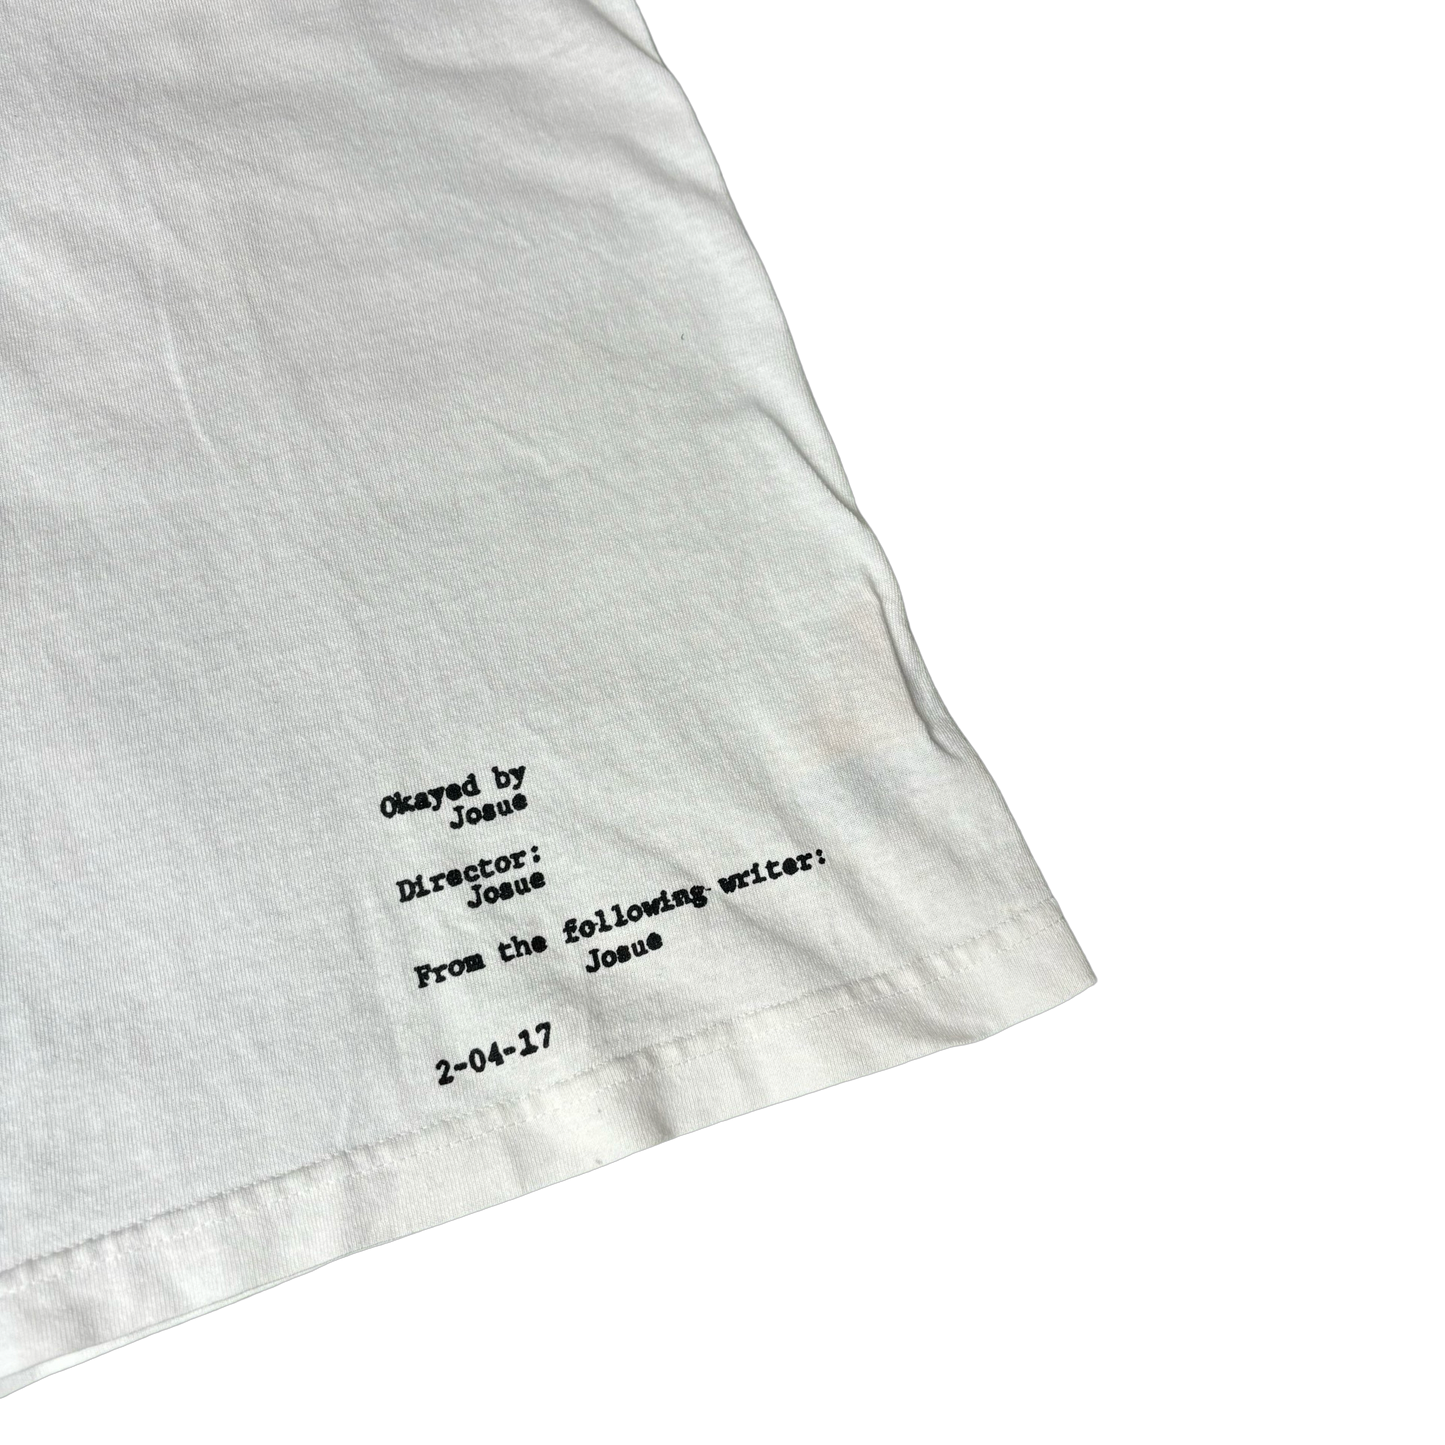 Okayed by
Josue
Director:
Josue
From the following writer:
Josue
2-04-17